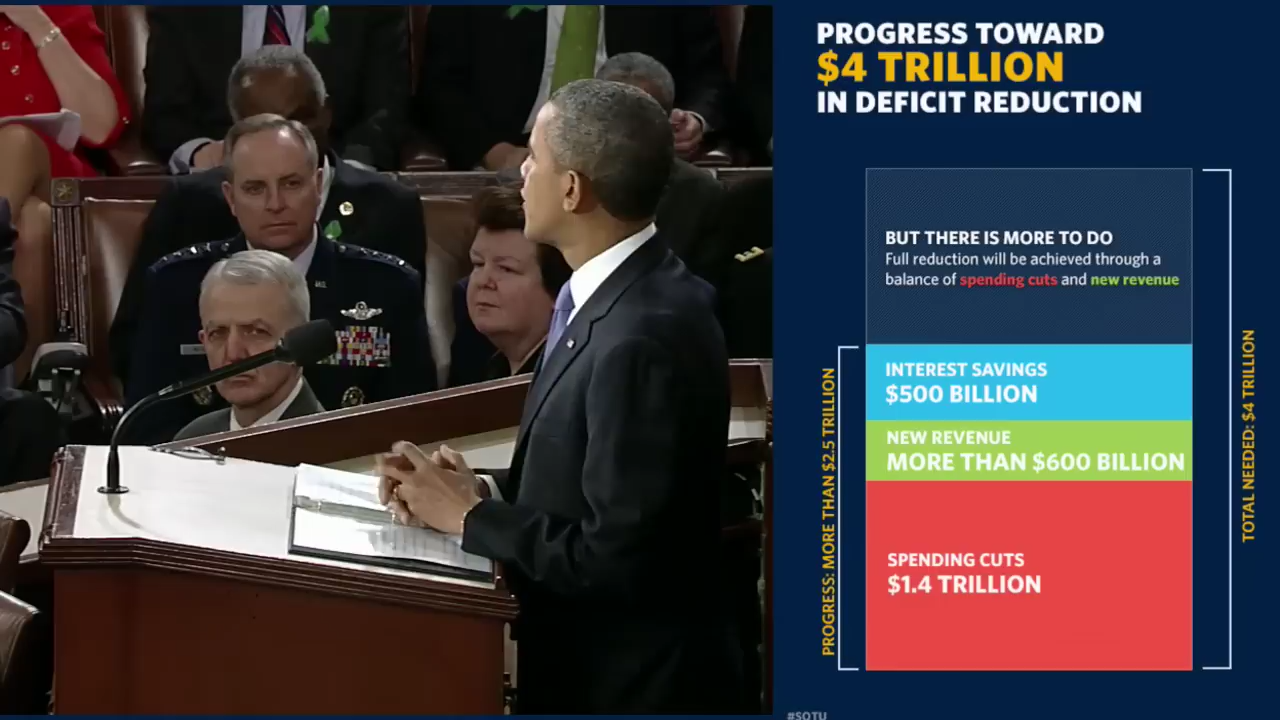 PROGRESS TOWARD
$4 TRILLION
IN DEFICIT REDUCTION
BUT THERE IS MORE TO DO
Full reduction will be achieved through a
balance of spending cuts and new revenue
INTEREST SAVINGS
$500 BILLION
NEW REVENUE
MORE THAN $600 BILLION
SPENDING CUTS
$1.4 TRILLION
PROGRESS: MORE THAN $2.5 TRILLION
TOTAL NEEDED: $4 TRILLION
#SOTU